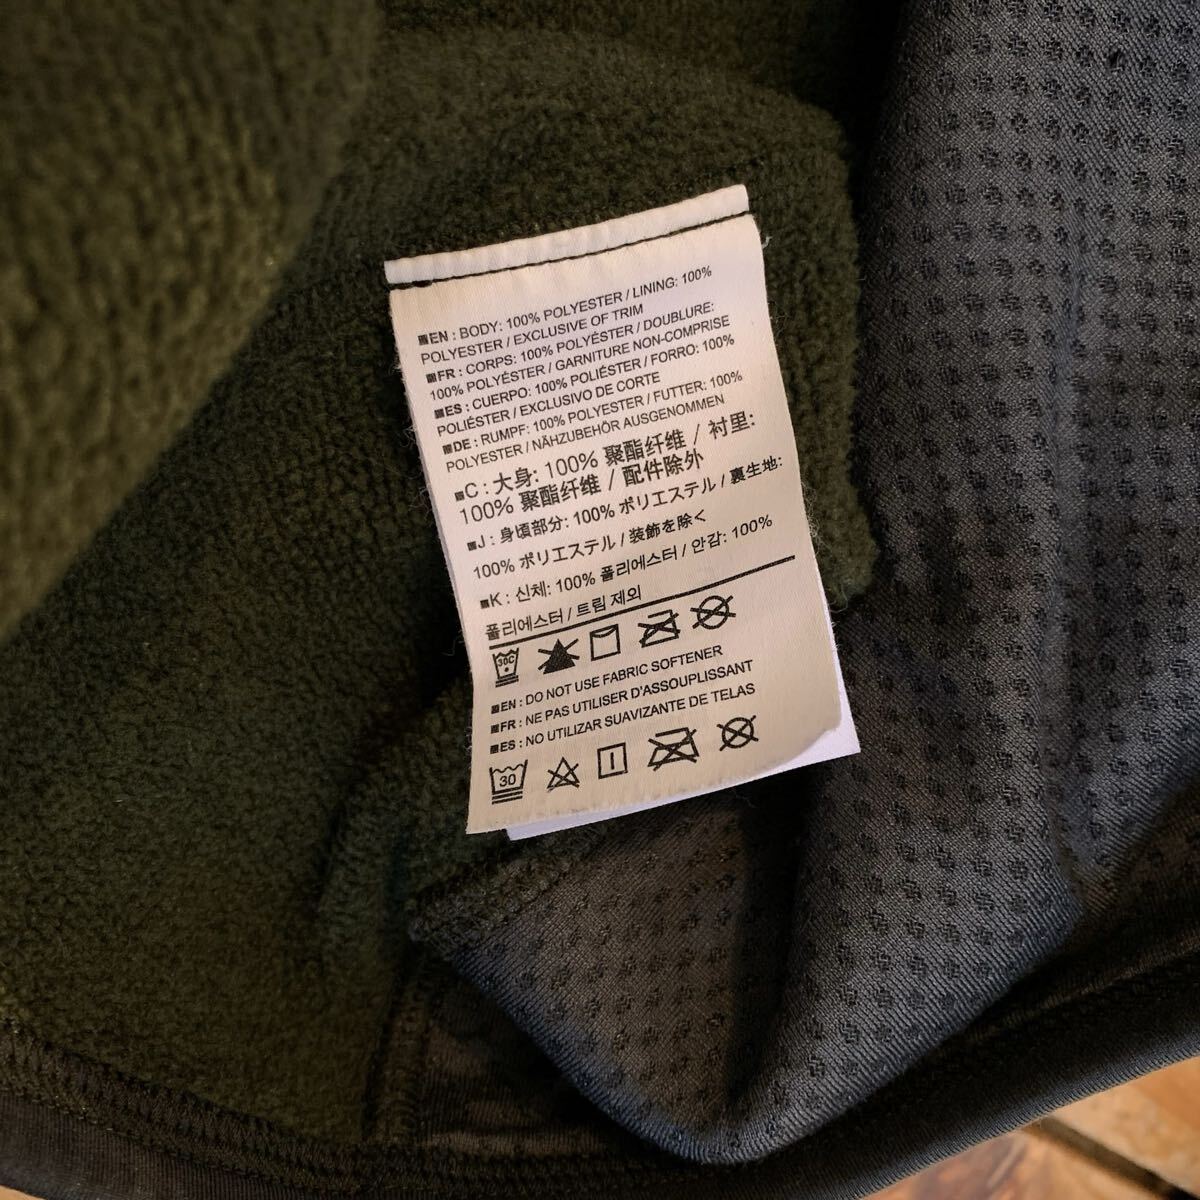 ■EN : BODY: 100% POLYESTER / LINING: 100%
POLYESTER / EXCLUSIVE OF TRIM
■FR : CORPS: 100% POLYÉSTER / DOUBLURE:
100% POLYÉSTER / GARNITURE NON-COMPRISE
■ES : CUERPO: 100% POLIÉSTER / FORRO: 100%
POLIÉSTER / EXCLUSIVO DE CORTE
■DE : RUMPF: 100% POLYESTER / FUTTER: 100%
POLYESTER / NÄHZUBEHÖR AUSGENOMMEN
■C : 大身: 100% 聚酯纤维 / 衬里:
100% 聚酯纤维 / 配件除外
■J : 身頃部分: 100% ポリエステル / 裏生地:
100% ポリエステル / 装飾を除く
■K : 신체: 100% 폴리에스터 / 안감: 100%
폴리에스터 / 트림 제외
30C
■EN : DO NOT USE FABRIC SOFTENER
■FR : NE PAS UTILISER D'ASSOUPLISSANT
■ES : NO UTILIZAR SUAVIZANTE DE TELAS
30